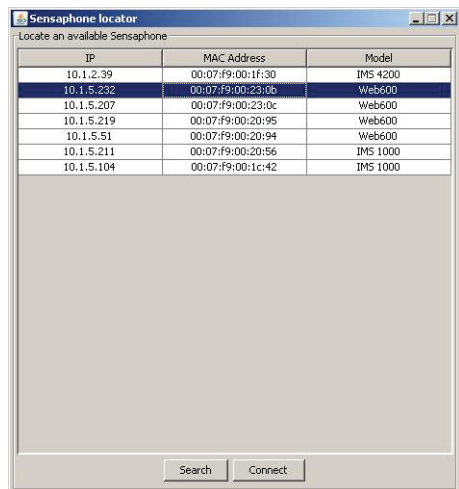 Sensaphone locator
Locate an available Sensaphone
IP MAC Address Model
10.1.2.39 00:07:f9:00:1f:30 IMS 4200
10.1.5.232 00:07:f9:00:23:0b Web600
10.1.5.207 00:07:f9:00:23:0c Web600
10.1.5.219 00:07:f9:00:20:95 Web600
10.1.5.51 00:07:f9:00:20:94 Web600
10.1.5.211 00:07:f9:00:20:56 IMS 1000
10.1.5.104 00:07:f9:00:1c:42 IMS 1000
Search Connect